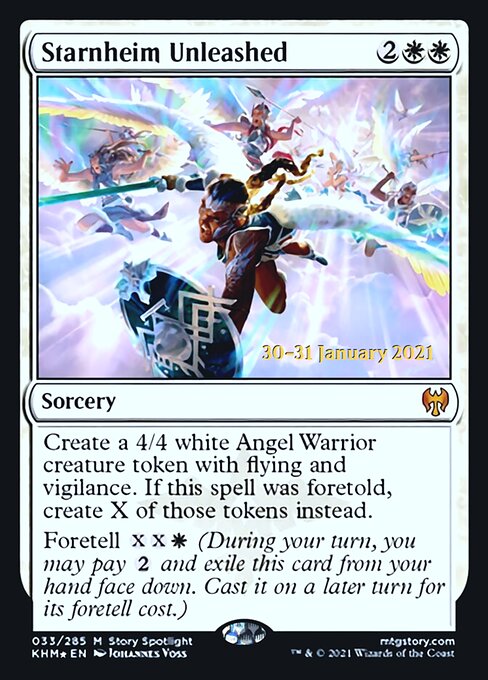 Starnheim Unleashed 2
30–31 January 2021
Sorcery
Create a 4/4 white Angel Warrior
creature token with flying and
vigilance. If this spell was foretold,
create X of those tokens instead.
Foretell X X (During your turn, you
may pay 2 and exile this card from your
hand face down. Cast it on a later turn for
its foretell cost.)
033/285 M Story Spotlight mtgstory.com
KHM★EN Johannes Voss ™ & © 2021 Wizards of the Coast